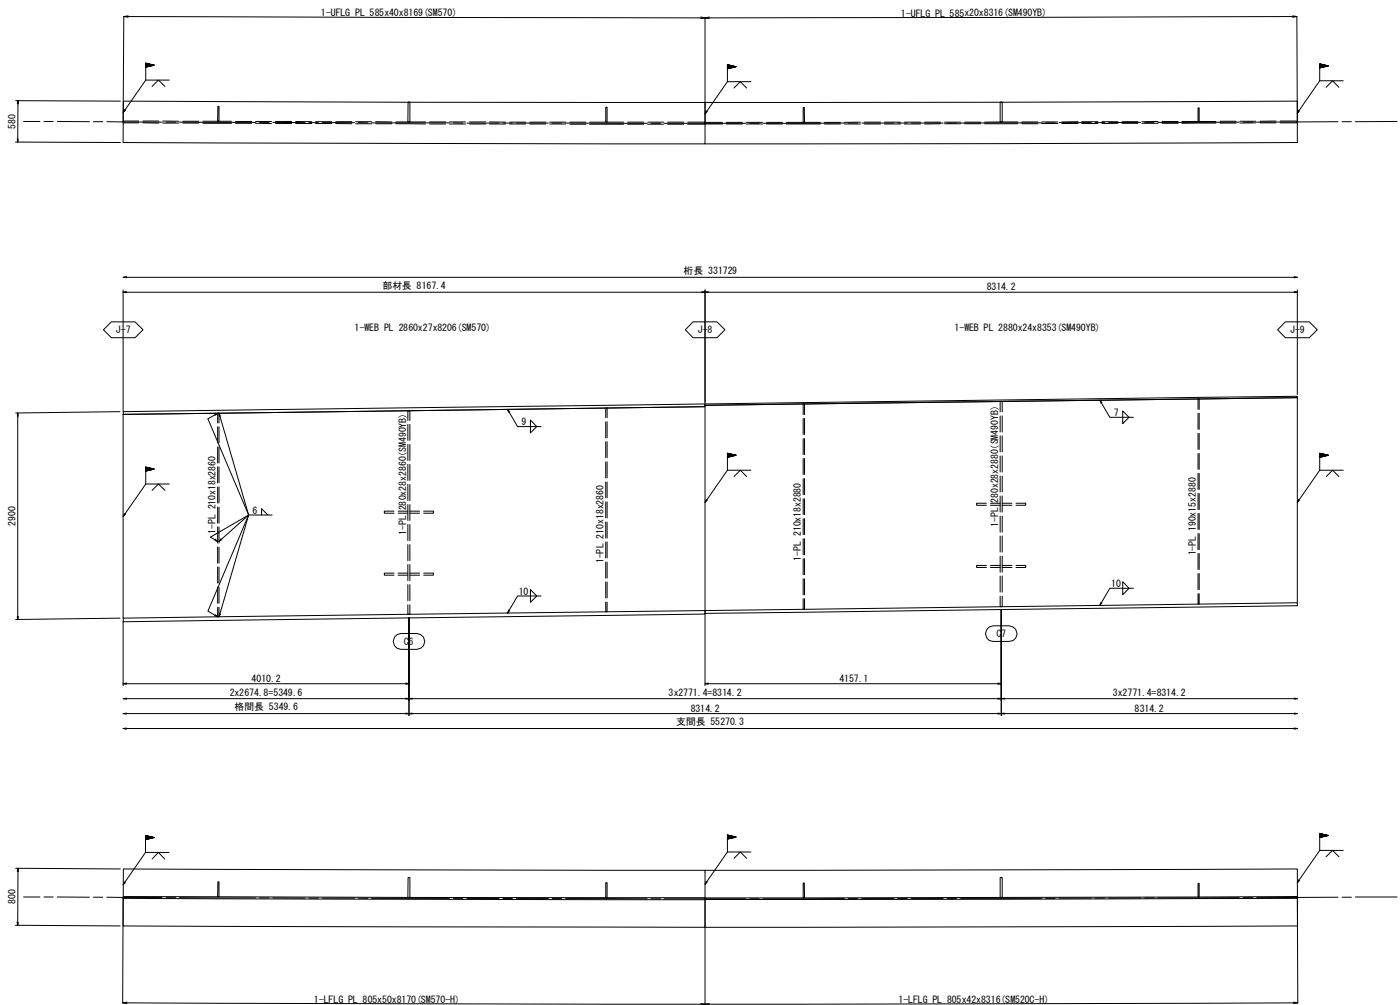 1-UFLG PL 585x40x8169(SM570)
1-UFLG PL 585x20x8316(SM490YB)
580
桁長 331729
部材長 8167.4
8314.2
J-7
1-WEB PL 2860x27x8206(SM570)
J-8
1-WEB PL 2880x24x8353(SM490YB)
J-9
2900
1-PL 210x18x2860
6
1-PL 280x28x2860(SM490YB)
9
10
1-PL 210x18x2860
1-PL 210x18x2880
1-PL 280x28x2880(SM490YB)
7
10
1-PL 190x15x2880
C6
C7
4010.2
4157.1
2x2674.8=5349.6
3x2771.4=8314.2
3x2771.4=8314.2
格間長 5349.6
8314.2
8314.2
支間長 55270.3
800
1-LFLG PL 805x50x8170(SM570-H)
1-LFLG PL 805x42x8316(SM520C-H)